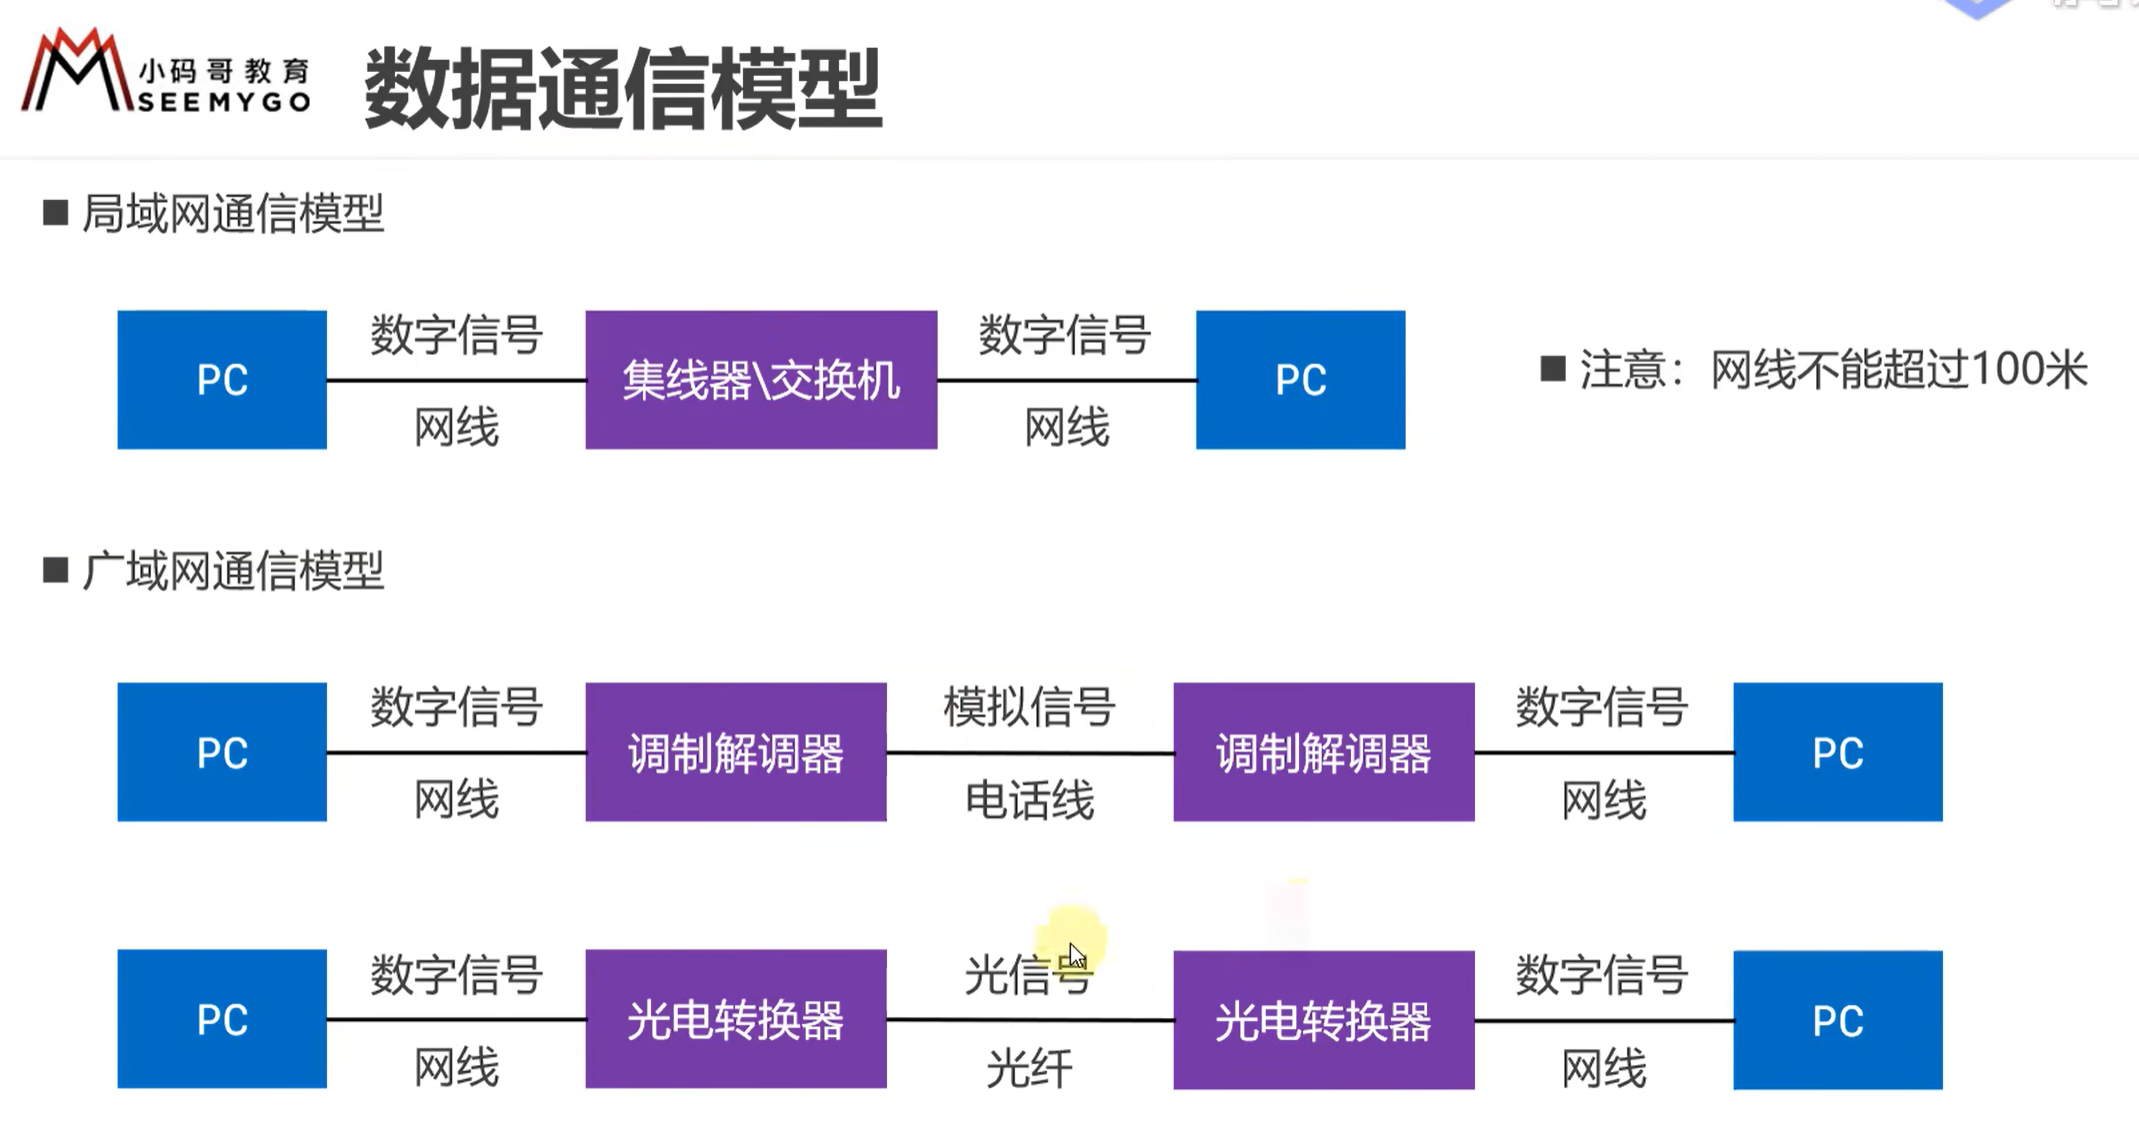 小码哥教育
SEEMYGO
数据通信模型
■ 局域网通信模型
PC
数字信号
网线
集线器\交换机
数字信号
网线
PC
■ 注意：网线不能超过100米
■ 广域网通信模型
PC
数字信号
网线
调制解调器
模拟信号
电话线
调制解调器
数字信号
网线
PC
PC
数字信号
网线
光电转换器
光信号
光纤
光电转换器
数字信号
网线
PC